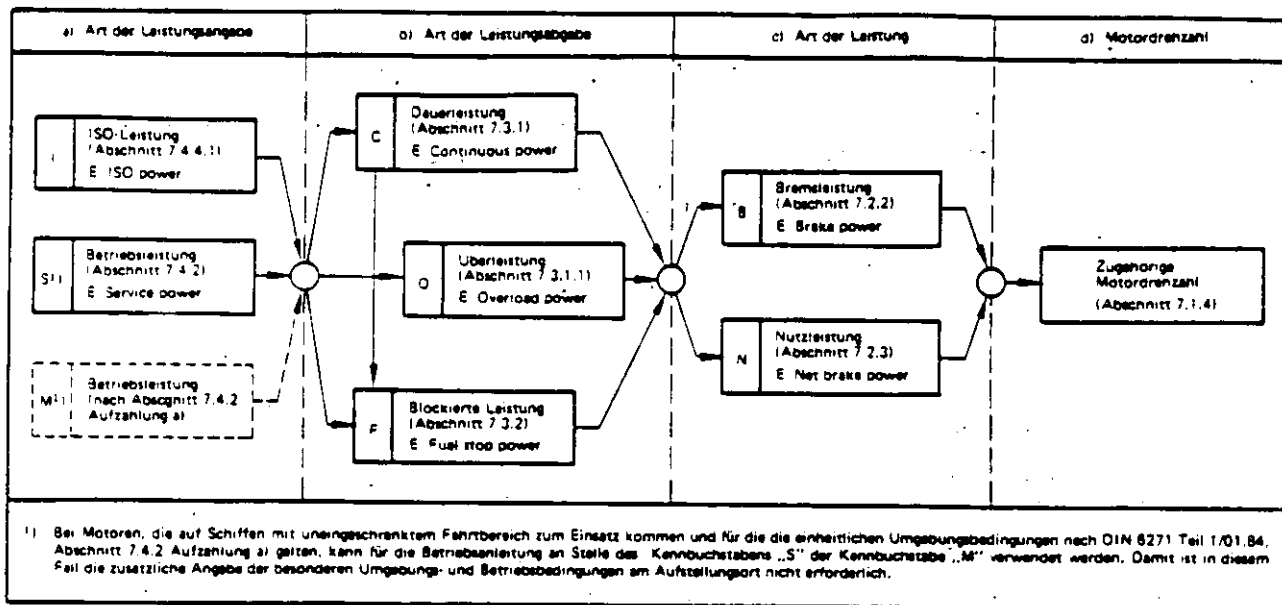 a) Art der Leistungsangabe
b) Art der Leistungsabgabe
c) Art der Leistung
d) Motordrehzahl
I
ISO-Leistung
(Abschnitt 7.4.4.1)
E ISO power
S¹)
Betriebsleistung
(Abschnitt 7.4.2)
E Service power
M¹)
Betriebsleistung
(nach Abscgnitt 7.4.2
Aufzahlung a)
C
Dauerleistung
(Abschnitt 7.3.1)
E Continuous power
O
Uberleistung
(Abschnitt 7.3.1.1)
E Overload power
F
Blockierte Leistung
(Abschnitt 7.3.2)
E Fuel stop power
B
Bremsleistung
(Abschnitt 7.2.2)
E Brake power
N
Nutzleistung
(Abschnitt 7.2.3)
E Net brake power
Zugehörige
Motordrehzahl
(Abschnitt 7.1.4)
¹) Bei Motoren, die auf Schiffen mit uneingeschranktem Fahrtbereich zum Einsatz kommen und für die die einheitlichen Umgebungsbedingungen nach DIN 6271 Teil 1/01.84,
Abschnitt 7.4.2 Aufzahlung a) gelten, kann für die Betriebsanleitung an Stelle des Kennbuchstabens „S" der Kennbuchstabe „M" verwendet werden. Damit ist in diesem
Fall die zusätzliche Angabe der besonderen Umgebungs- und Betriebsbedingungen am Aufstellungsort nicht erforderlich.